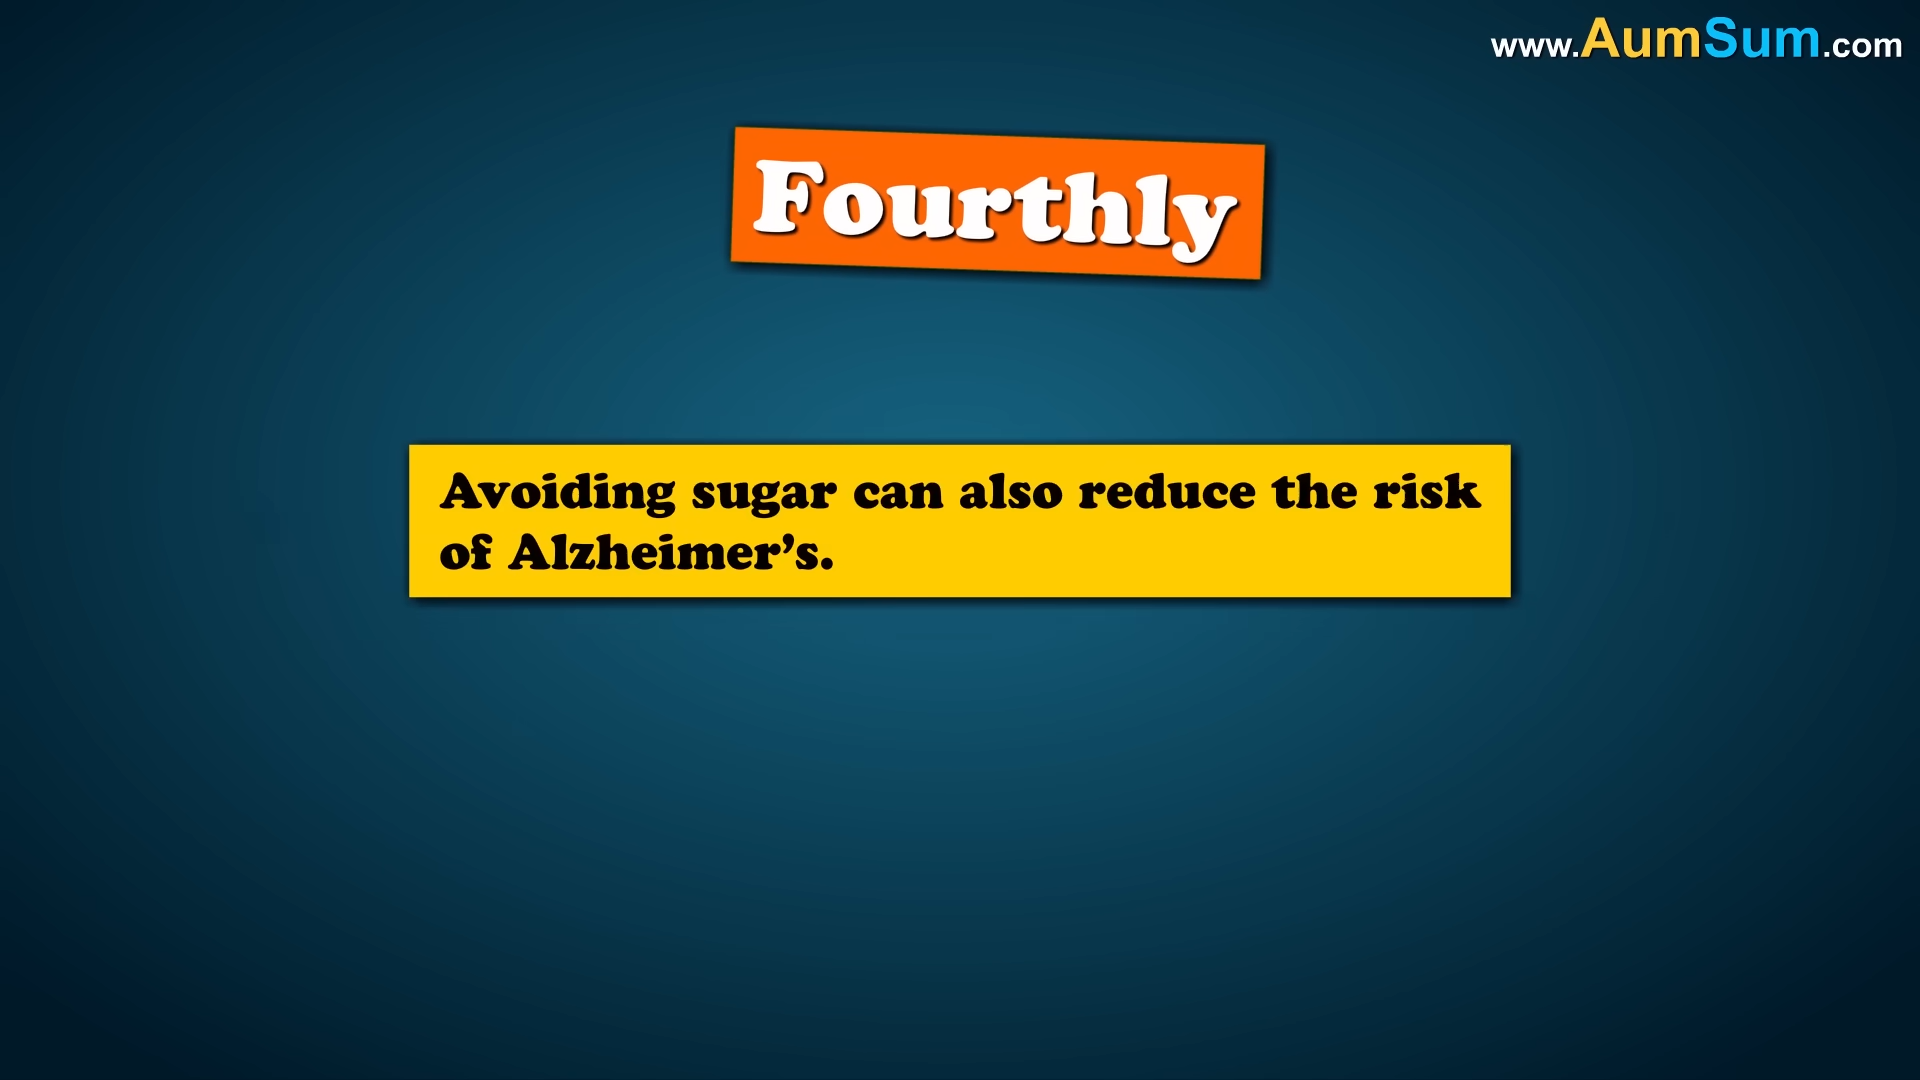 www.AumSum.com
Fourthly
Avoiding sugar can also reduce the risk
of Alzheimer’s.